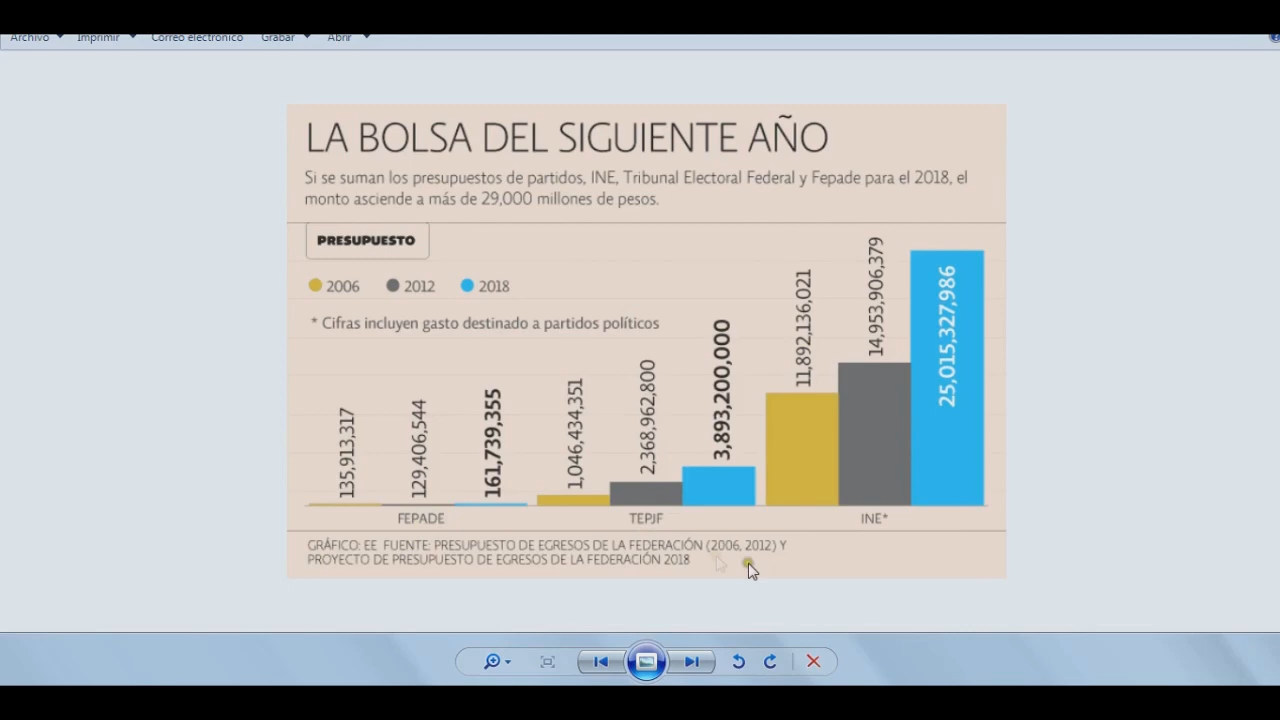 Archivo Imprimir Correo electrónico Grabar Abrir
LA BOLSA DEL SIGUIENTE AÑO
Si se suman los presupuestos de partidos, INE, Tribunal Electoral Federal y Fepade para el 2018, el
monto asciende a más de 29,000 millones de pesos.
PRESUPUESTO
2006 2012 2018
* Cifras incluyen gasto destinado a partidos políticos
135,913,317
129,406,544
161,739,355
1,046,434,351
2,368,962,800
3,893,200,000
11,892,136,021
14,953,906,379
25,015,327,986
FEPADE TEPJF INE*
GRÁFICO: EE FUENTE: PRESUPUESTO DE EGRESOS DE LA FEDERACIÓN (2006, 2012) Y
PROYECTO DE PRESUPUESTO DE EGRESOS DE LA FEDERACIÓN 2018